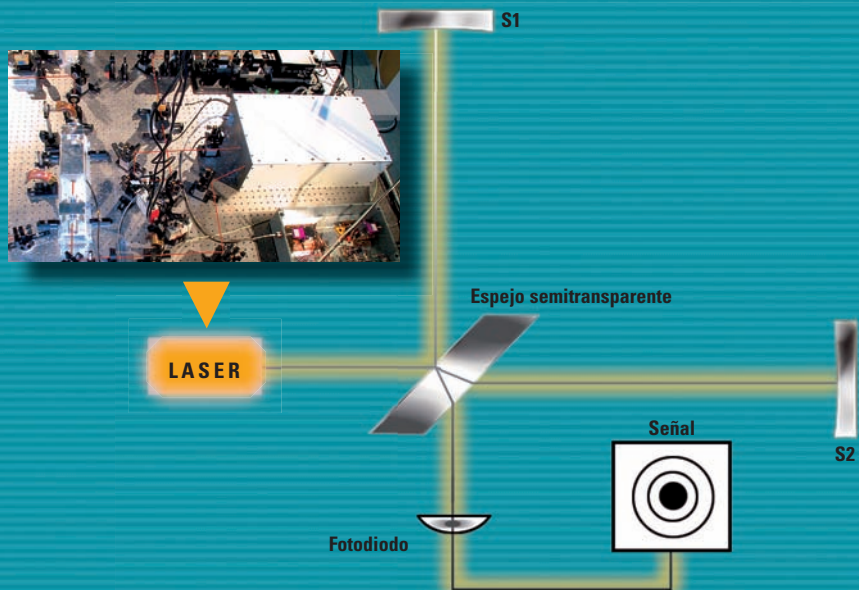 S1
Espejo semitransparente
LASER
Señal
S2
Fotodiodo